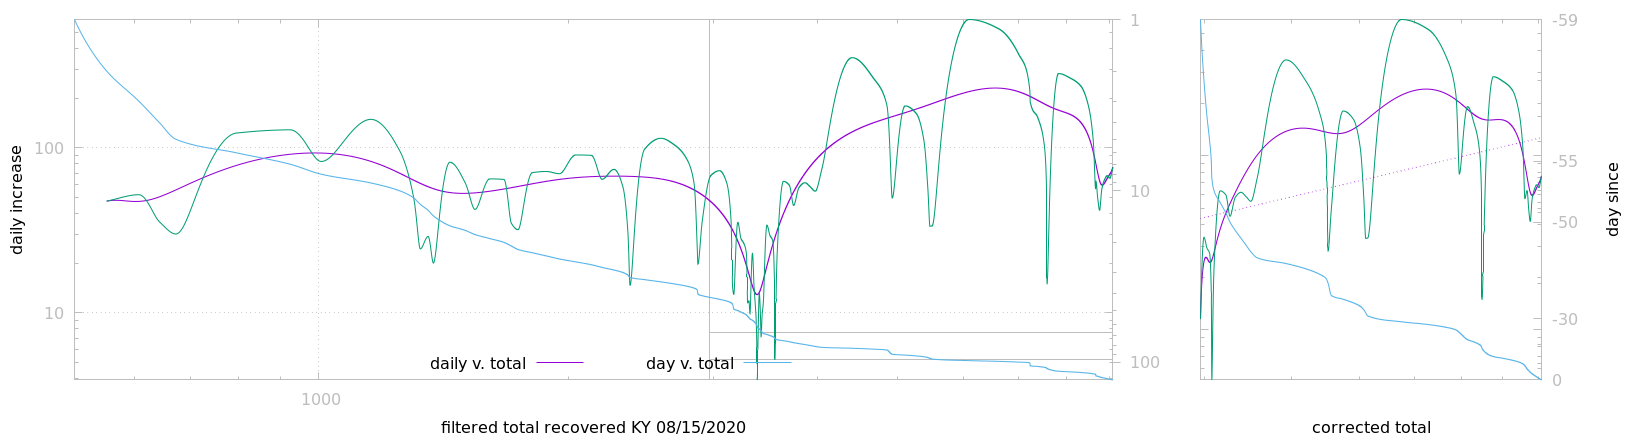 1
-59
100
daily increase
-55
10
day since
-50
10
-30
daily v. total
day v. total
100
0
1000
filtered total recovered KY 08/15/2020
corrected total